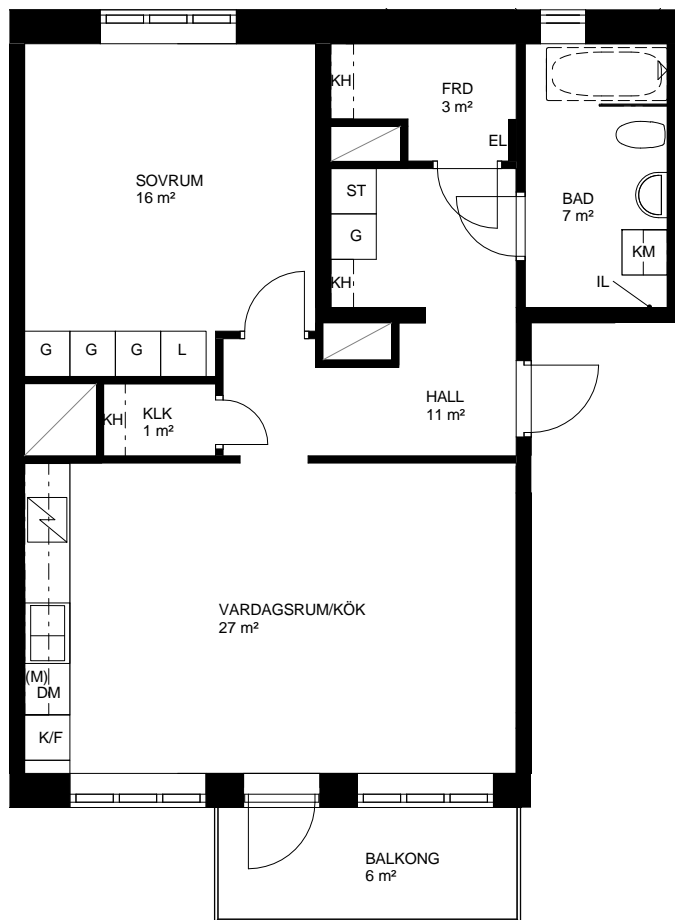 KH
FRD
3 m²
EL
SOVRUM
16 m²
ST
G
KH
BAD
7 m²
KM
IL
G G G L
KH
KLK
1 m²
HALL
11 m²
VARDAGSRUM/KÖK
27 m²
(M)
DM
K/F
BALKONG
6 m²